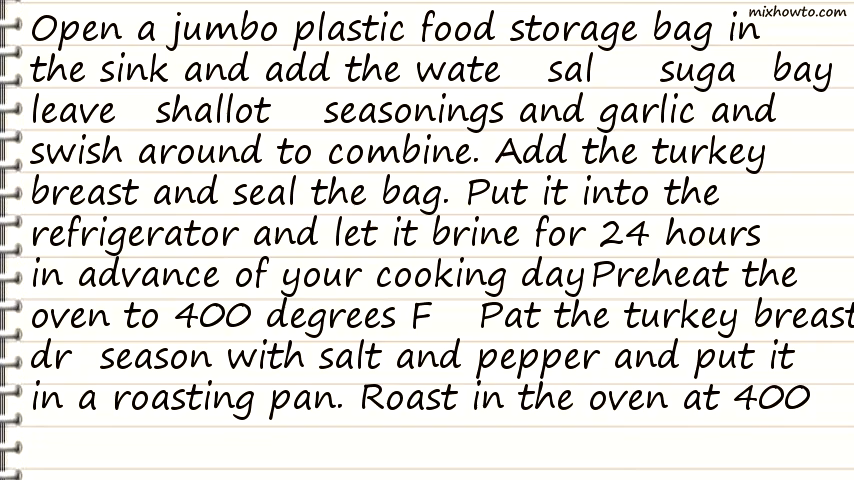 mixhowto.com
Open a jumbo plastic food storage bag in
the sink and add the wate sal suga bay
leave shallot seasonings and garlic and
swish around to combine. Add the turkey
breast and seal the bag. Put it into the
refrigerator and let it brine for 24 hours
in advance of your cooking dayPreheat the
oven to 400 degrees F Pat the turkey breast
dr season with salt and pepper and put it
in a roasting pan. Roast in the oven at 400